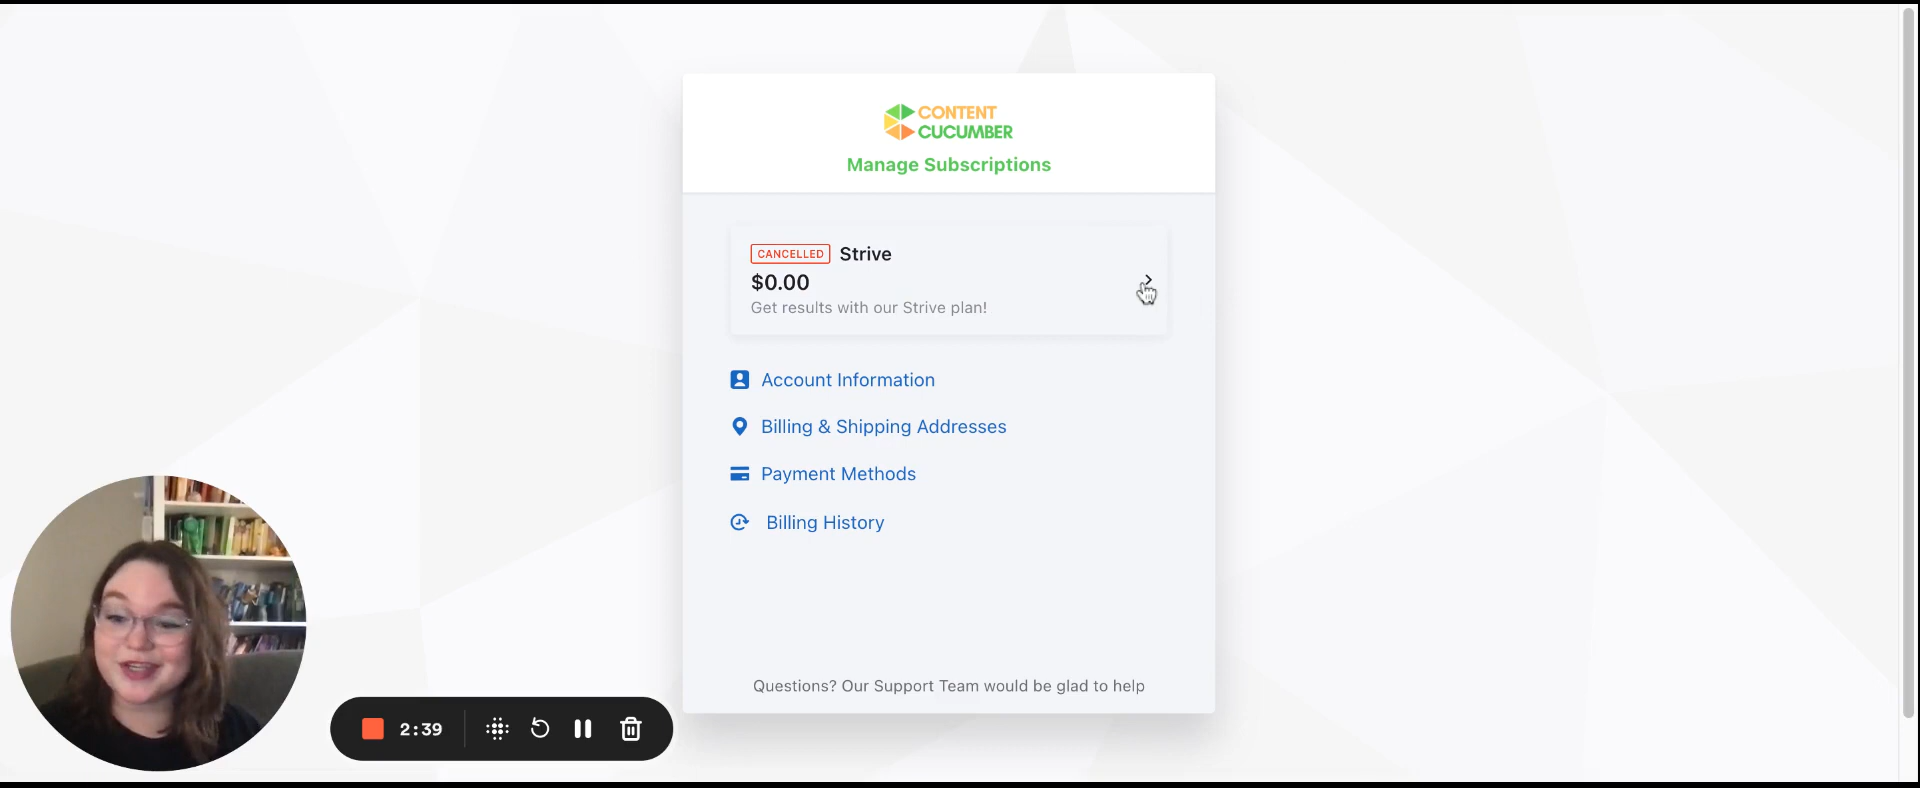 CONTENT
CUCUMBER
Manage Subscriptions
CANCELLED Strive
$0.00
Get results with our Strive plan!
Account Information
Billing & Shipping Addresses
Payment Methods
Billing History
Questions? Our Support Team would be glad to help
2:39